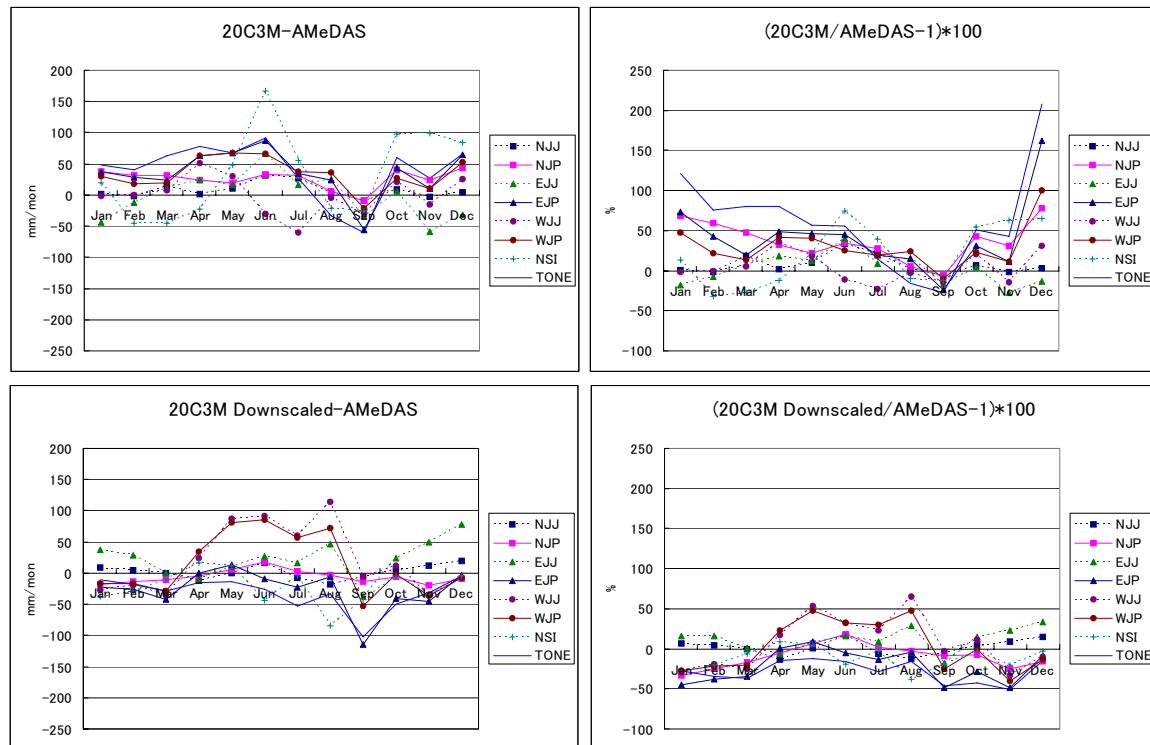 20C3M-AMeDAS
200
150
100
50
0
-50
-100
-150
-200
-250
mm/mon
Jan Feb Mar Apr May Jun Jul Aug Sep Oct Nov Dec
NJJ
NJP
EJJ
EJP
WJJ
WJP
NSI
TONE
(20C3M/AMeDAS-1)*100
250
200
150
100
50
0
-50
-100
%
Jan Feb Mar Apr May Jun Jul Aug Sep Oct Nov Dec
NJJ
NJP
EJJ
EJP
WJJ
WJP
NSI
TONE
20C3M Downscaled-AMeDAS
200
150
100
50
0
-50
-100
-150
-200
-250
mm/mon
Jan Feb Mar Apr May Jun Jul Aug Sep Oct Nov Dec
NJJ
NJP
EJJ
EJP
WJJ
WJP
NSI
TONE
(20C3M Downscaled/AMeDAS-1)*100
250
200
150
100
50
0
-50
-100
%
Jan Feb Mar Apr May Jun Jul Aug Sep Oct Nov Dec
NJJ
NJP
EJJ
EJP
WJJ
WJP
NSI
TONE